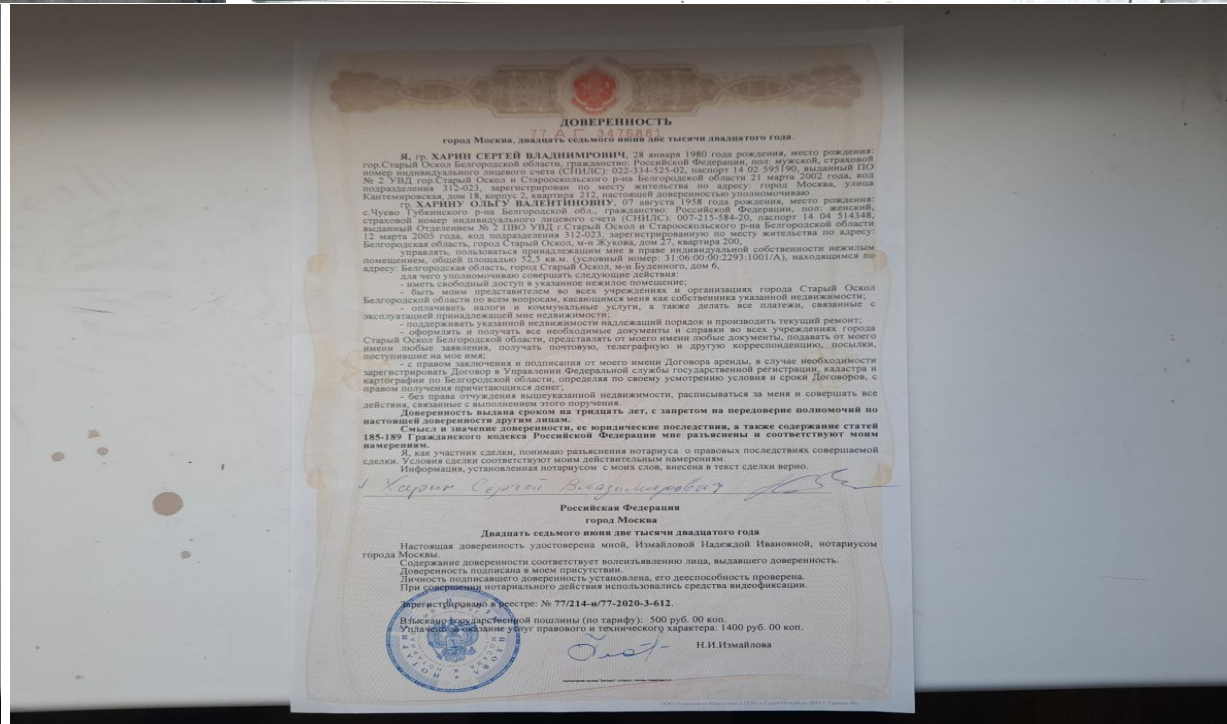 ДОВЕРЕННОСТЬ
77 А Г 3476881
город Москва, двадцать седьмого июня две тысячи двадцатого года.
Я, гр. ХАРИН СЕРГЕЙ ВЛАДИМИРОВИЧ, 28 января 1980 года рождения, место рождения:
гор.Старый Оскол Белгородской области, гражданство: Российской Федерации, пол: мужской, страховой
номер индивидуального лицевого счета (СНИЛС): 022-334-525-02, паспорт 14 02 595190, выданный ПО
№ 2 УВД гор.Старый Оскол и Старооскольского р-на Белгородской области 21 марта 2002 года, код
подразделения 312-023, зарегистрирован по месту жительства по адресу: город Москва, улица
Кантемировская, дом 18, корпус 2, квартира 212, настоящей доверенностью уполномочиваю
гр. ХАРИНУ ОЛЬГУ ВАЛЕНТИНОВНУ, 07 августа 1958 года рождения, место рождения:
с.Чуево Губкинского р-на Белгородской обл., гражданство: Российской Федерации, пол: женский,
страховой номер индивидуального лицевого счета (СНИЛС): 007-215-584-20, паспорт 14 04 514348,
выданный Отделением № 2 ПВО УВД г.Старый Оскол и Старооскольского р-на Белгородской области
12 марта 2005 года, код подразделения 312-023, зарегистрированную по месту жительства по адресу:
Белгородская область, город Старый Оскол, м-н Жукова, дом 27, квартира 200,
управлять, пользоваться принадлежащим мне в праве индивидуальной собственности нежилым
помещением, общей площадью 52,5 кв.м. (условный номер: 31:06:00:00:2293:1001/А), находящимся по
адресу: Белгородская область, город Старый Оскол, м-н Буденного, дом 6,
для чего уполномочиваю совершать следующие действия:
- иметь свободный доступ в указанное нежилое помещение;
- быть моим представителем во всех учреждениях и организациях города Старый Оскол
Белгородской области по всем вопросам, касающимся меня как собственника указанной недвижимости;
- оплачивать налоги и коммунальные услуги, а также делать все платежи, связанные с
эксплуатацией принадлежащей мне недвижимости;
- поддерживать указанной недвижимости надлежащий порядок и производить текущий ремонт;
- оформлять и получать все необходимые документы и справки во всех учреждениях города
Старый Оскол Белгородской области, представлять от моего имени любые документы, подавать от моего
имени любые заявления, получать почтовую, телеграфную и другую корреспонденцию, посылки,
поступившие на мое имя;
- с правом заключения и подписания от моего имени Договора аренды, в случае необходимости
зарегистрировать Договор в Управлении Федеральной службы государственной регистрации, кадастра и
картографии по Белгородской области, определяя по своему усмотрению условия и сроки Договоров, с
правом получения причитающихся денег;
- без права отчуждения вышеуказанной недвижимости, расписываться за меня и совершать все
действия, связанные с выполнением этого поручения.
Доверенность выдана сроком на тридцать лет, с запретом на передоверие полномочий по
настоящей доверенности другим лицам.
Смысл и значение доверенности, ее юридические последствия, а также содержание статей
185-189 Гражданского кодекса Российской Федерации мне разъяснены и соответствуют моим
намерениям.
Я, как участник сделки, понимаю разъяснения нотариуса о правовых последствиях совершаемой
сделки. Условия сделки соответствуют моим действительным намерениям.
Информация, установленная нотариусом с моих слов, внесена в текст сделки верно.
Харин Сергей Владимирович
Российская Федерация
город Москва
Двадцать седьмого июня две тысячи двадцатого года
Настоящая доверенность удостоверена мной, Измайловой Надеждой Ивановной, нотариусом
города Москвы.
Содержание доверенности соответствует волеизъявлению лица, выдавшего доверенность.
Доверенность подписана в моем присутствии.
Личность подписавшего доверенность установлена, его дееспособность проверена.
При совершении нотариального действия использовались средства видеофиксации.
Зарегистрировано в реестре: № 77/214-н/77-2020-3-612.
Взыскано государственной пошлины (по тарифу): 500 руб. 00 коп.
Уплачено за оказание услуг правового и технического характера: 1400 руб. 00 коп.
Н.И.Измайлова